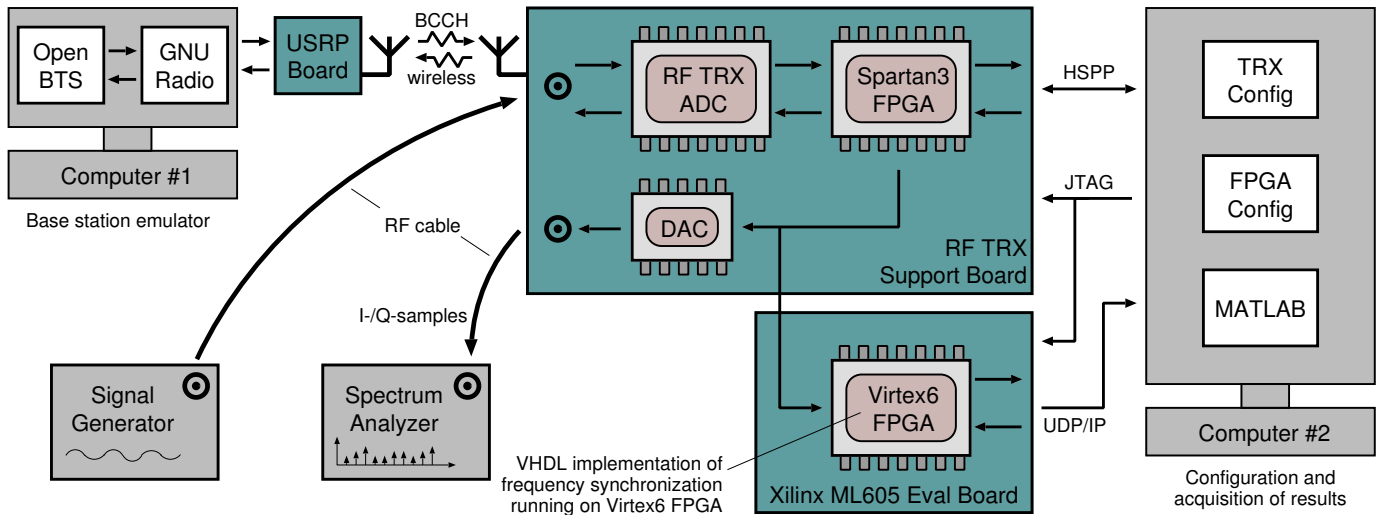 Open
BTS
GNU
Radio
Computer #1
Base station emulator
USRP
Board
BCCH
wireless
RF TRX
ADC
Spartan3
FPGA
DAC
RF TRX
Support Board
HSPP
JTAG
UDP/IP
TRX
Config
FPGA
Config
MATLAB
Computer #2
Configuration and
acquisition of results
RF cable
I-/Q-samples
Signal
Generator
Spectrum
Analyzer
Virtex6
FPGA
Xilinx ML605 Eval Board
VHDL implementation of
frequency synchronization
running on Virtex6 FPGA